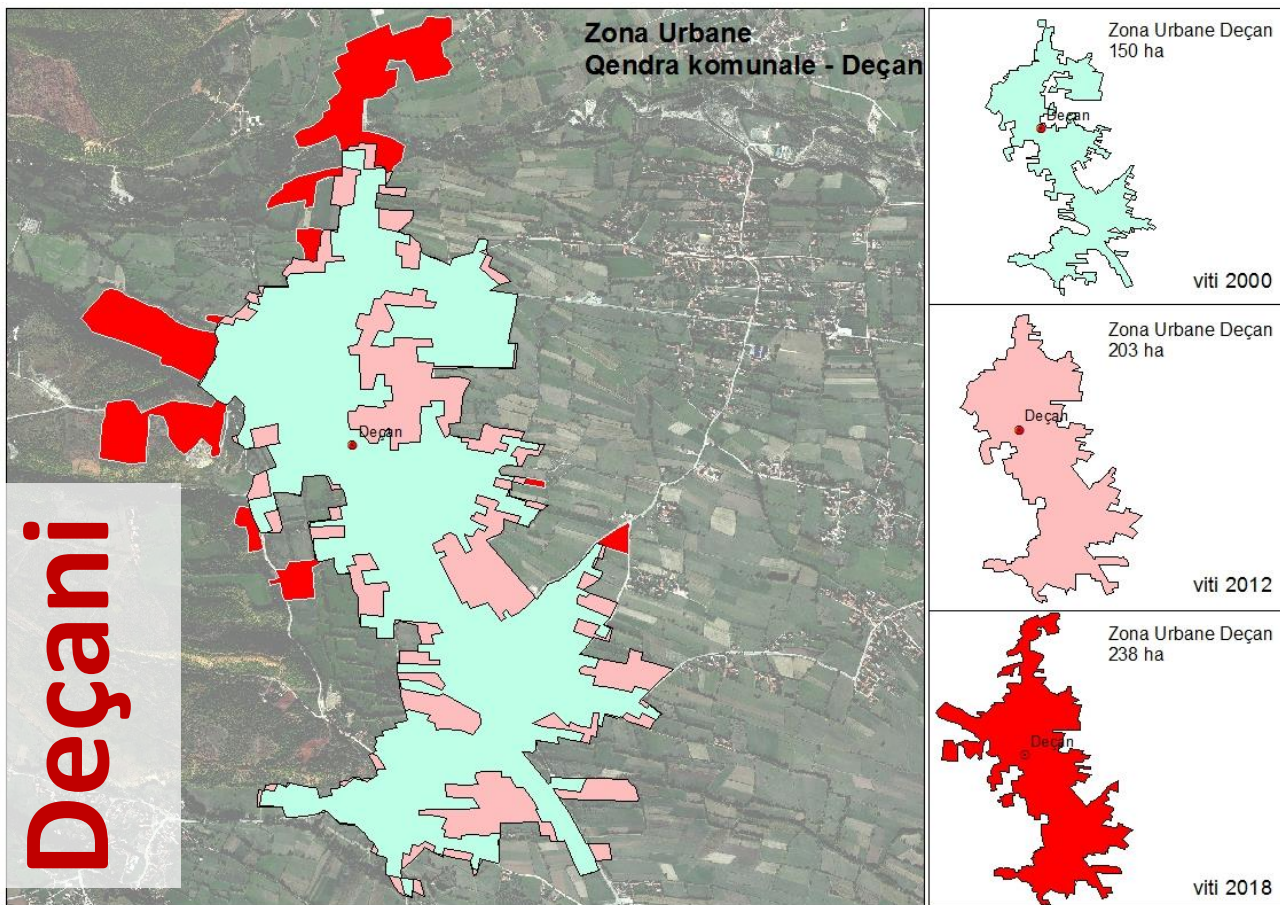 Zona Urbane
Qendra komunale - Deçan
Deçan
Deçani
Zona Urbane Deçan
150 ha
Deçan
viti 2000
Zona Urbane Deçan
203 ha
Deçan
viti 2012
Zona Urbane Deçan
238 ha
Deçan
viti 2018